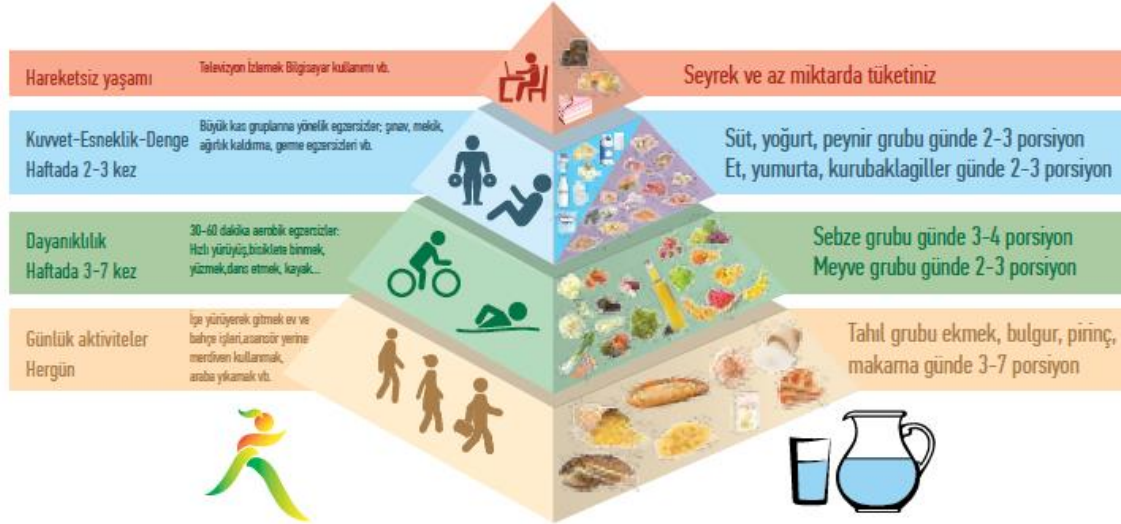 Hareketsiz yaşamı
Televizyon İzlemek Bilgisayar kullanımı vb.
Seyrek ve az miktarda tüketiniz
Kuvvet-Esneklik-Denge
Haftada 2-3 kez
Büyük kas gruplarına yönelik egzersizler; şınav, mekik,
ağırlık kaldırma, germe egzersizleri vb.
Süt, yoğurt, peynir grubu günde 2-3 porsiyon
Et, yumurta, kurubaklagiller günde 2-3 porsiyon
Dayanıklılık
Haftada 3-7 kez
30-60 dakika aerobik egzersizler:
Hızlı yürüyüş,bisiklete binmek,
yüzmek,dans etmek, kayak...
Sebze grubu günde 3-4 porsiyon
Meyve grubu günde 2-3 porsiyon
Günlük aktiviteler
Hergün
İşe yürüyerek gitmek ev ve
bahçe işleri,asansör yerine
merdiven kullanmak,
araba yıkamak vb.
Tahıl grubu ekmek, bulgur, pirinç,
makarna günde 3-7 porsiyon